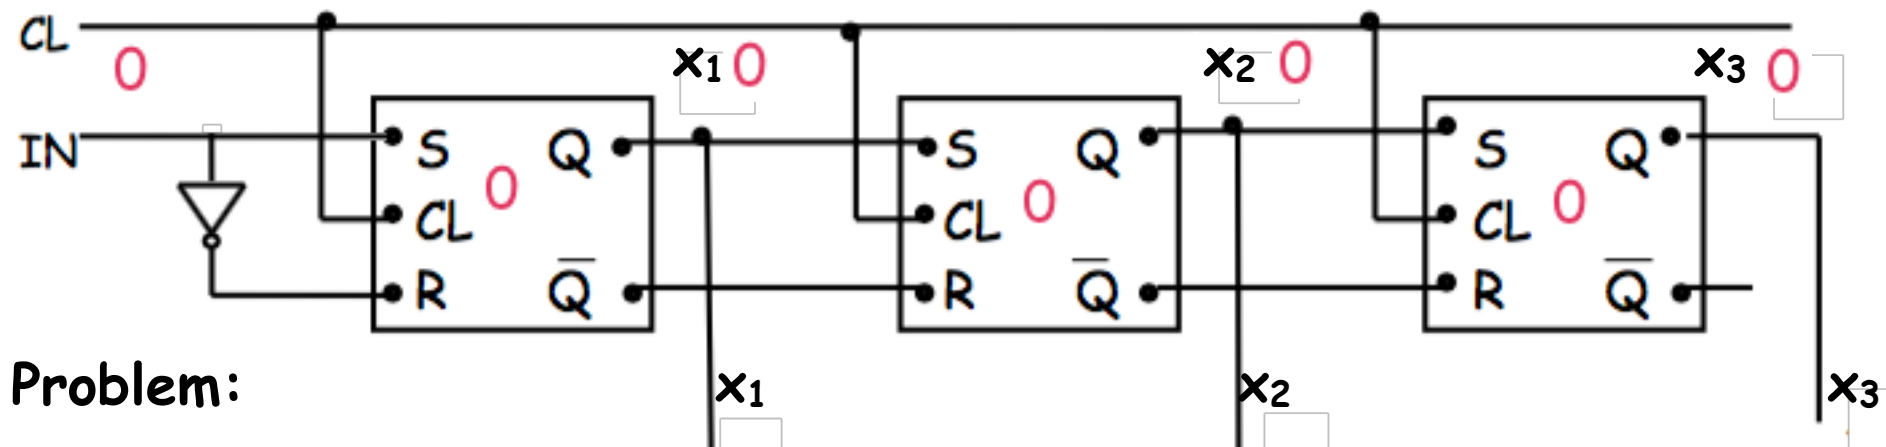 CL
0
x₁ 0 x₂ 0 x₃ 0
IN
S Q S Q S Q
0 0 0
CL CL CL
R Q̅ R Q̅ R Q̅
Problem: x₁ x₂ x₃